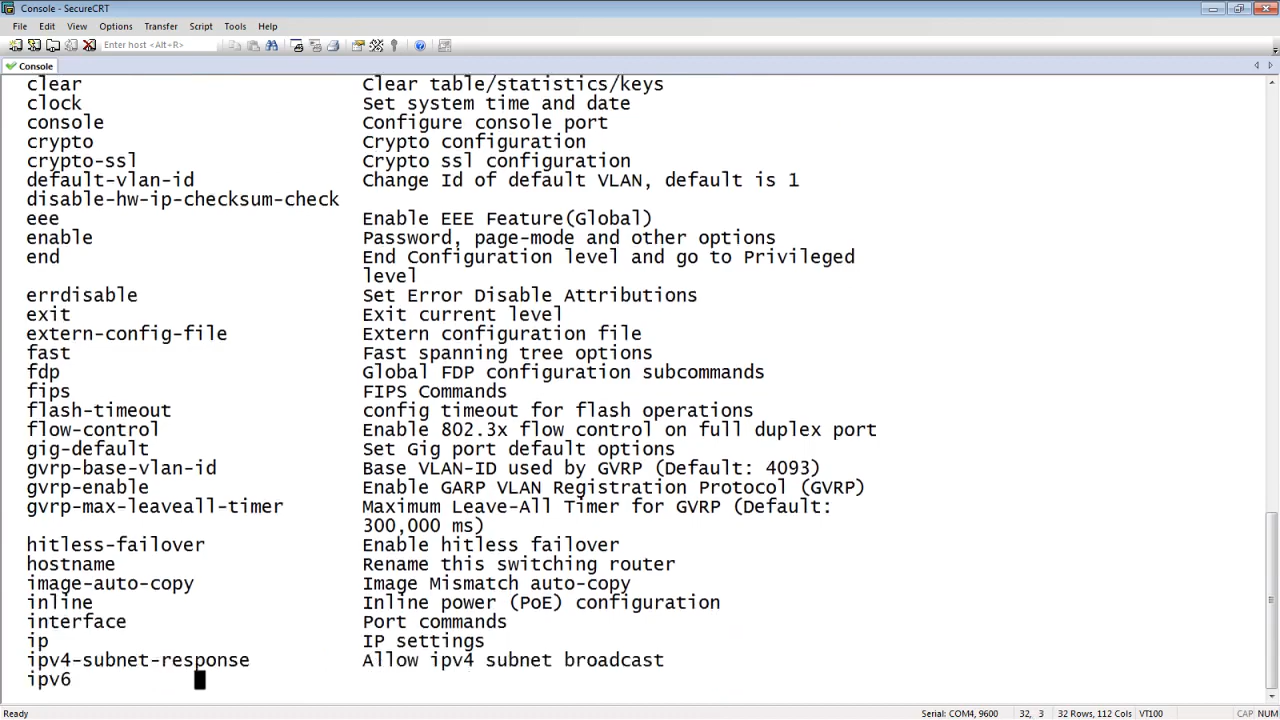 Console - SecureCRT
File Edit View Options Transfer Script Tools Help
Enter host <Alt+R>
Console
clear Clear table/statistics/keys
clock Set system time and date
console Configure console port
crypto Crypto configuration
crypto-ssl Crypto ssl configuration
default-vlan-id Change Id of default VLAN, default is 1
disable-hw-ip-checksum-check
eee Enable EEE Feature(Global)
enable Password, page-mode and other options
end End Configuration level and go to Privileged
level
errdisable Set Error Disable Attributions
exit Exit current level
extern-config-file Extern configuration file
fast Fast spanning tree options
fdp Global FDP configuration subcommands
fips FIPS Commands
flash-timeout config timeout for flash operations
flow-control Enable 802.3x flow control on full duplex port
gig-default Set Gig port default options
gvrp-base-vlan-id Base VLAN-ID used by GVRP (Default: 4093)
gvrp-enable Enable GARP VLAN Registration Protocol (GVRP)
gvrp-max-leaveall-timer Maximum Leave-All Timer for GVRP (Default:
300,000 ms)
hitless-failover Enable hitless failover
hostname Rename this switching router
image-auto-copy Image Mismatch auto-copy
inline Inline power (PoE) configuration
interface Port commands
ip IP settings
ipv4-subnet-response Allow ipv4 subnet broadcast
ipv6
Ready Serial: COM4, 9600 32, 3 32 Rows, 112 Cols VT100 CAP NUM